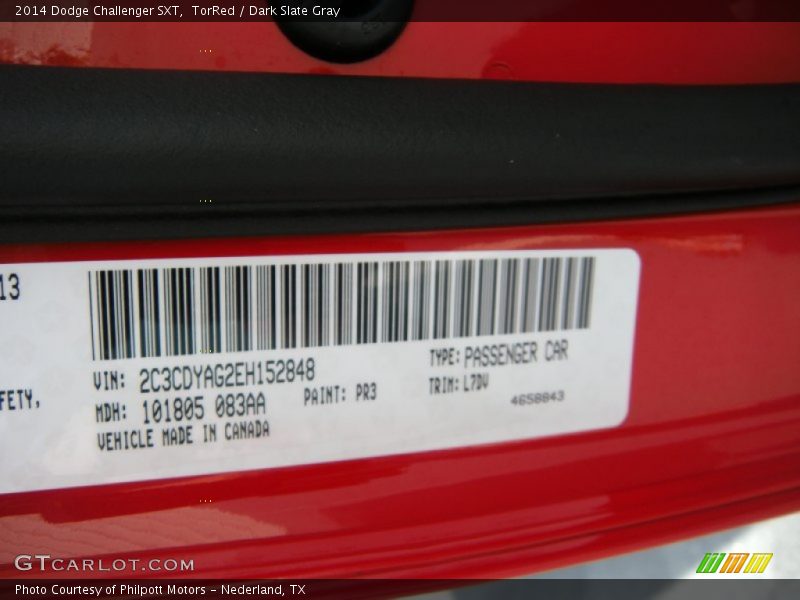 2014 Dodge Challenger SXT, TorRed / Dark Slate Gray
13
VIN: 2C3CDYAG2EH152848
TYPE: PASSENGER CAR
FETY,
MDH: 101805 083AA
PAINT: PR3
TRIM: L7DV
VEHICLE MADE IN CANADA
4658843
GTCARLOT.COM
Photo Courtesy of Philpott Motors - Nederland, TX